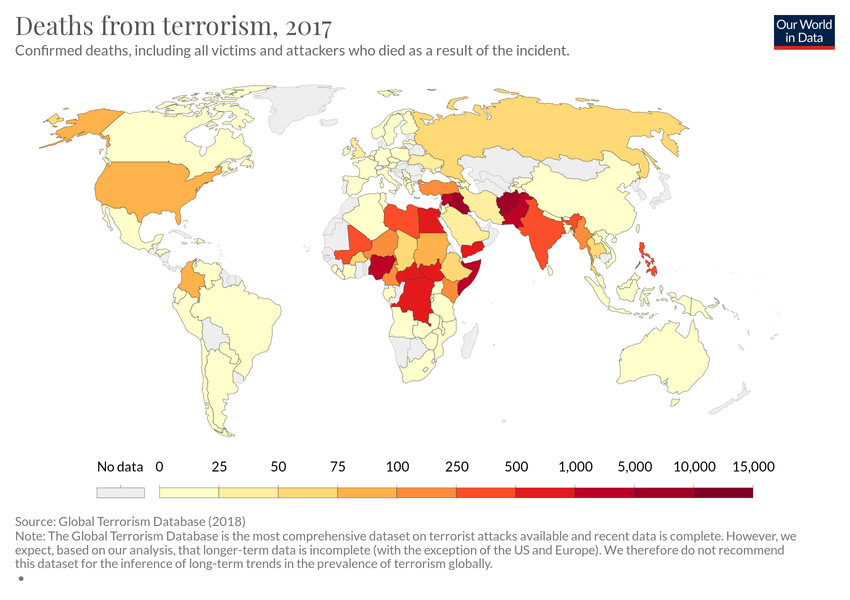 Deaths from terrorism, 2017
Confirmed deaths, including all victims and attackers who died as a result of the incident.
Our World
in Data
No data 0 25 50 75 100 250 500 1,000 5,000 10,000 15,000
Source: Global Terrorism Database (2018)
Note: The Global Terrorism Database is the most comprehensive dataset on terrorist attacks available and recent data is complete. However, we
expect, based on our analysis, that longer-term data is incomplete (with the exception of the US and Europe). We therefore do not recommend
this dataset for the inference of long-term trends in the prevalence of terrorism globally.